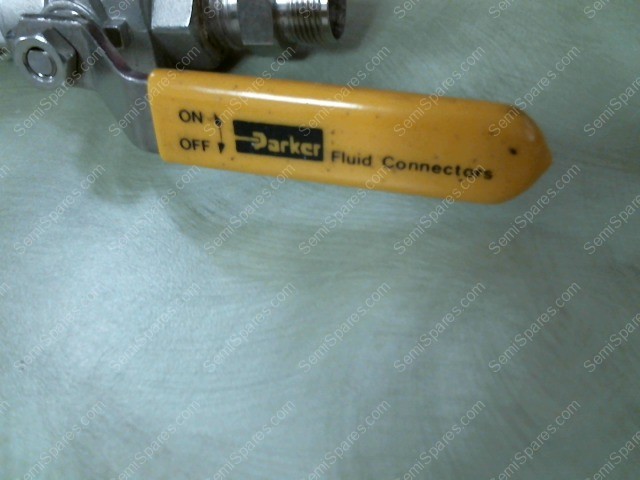 ON
OFF
Parker Fluid Connectors
SemiSpares.com